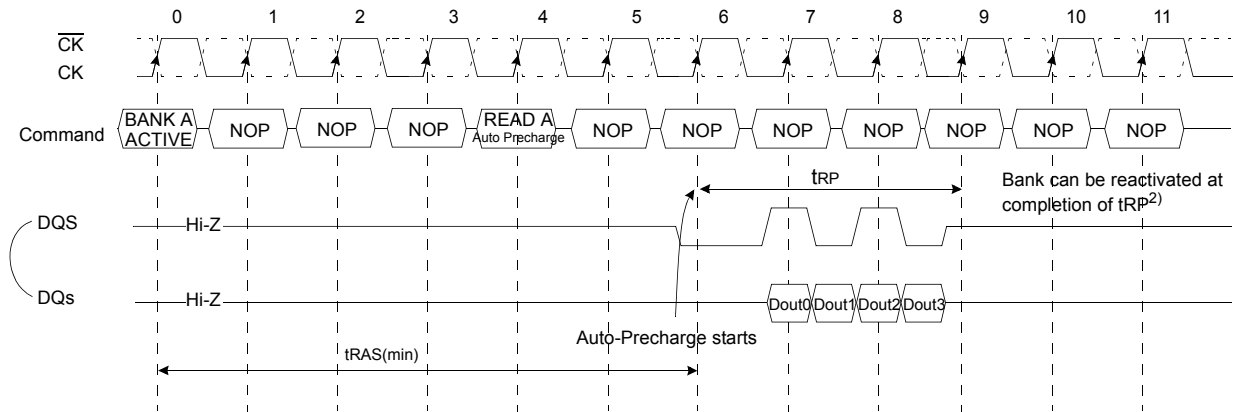 0 1 2 3 4 5 6 7 8 9 10 11
CK
CK
Command
BANK A
ACTIVE
NOP NOP NOP
READ A
Auto Precharge
NOP NOP NOP NOP NOP NOP NOP
tRP
Bank can be reactivated at
completion of tRP2)
DQS
Hi-Z
DQs
Hi-Z
Dout0 Dout1 Dout2 Dout3
Auto-Precharge starts
tRAS(min)